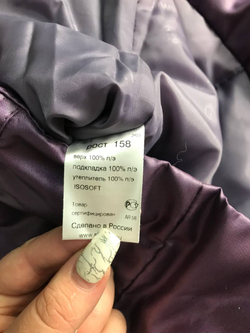 рост 158
верх 100% п/э
подкладка 100% п/э
утеплитель 100% п/э
ISOSOFT
Товар
сертифицирован
Сделано в России